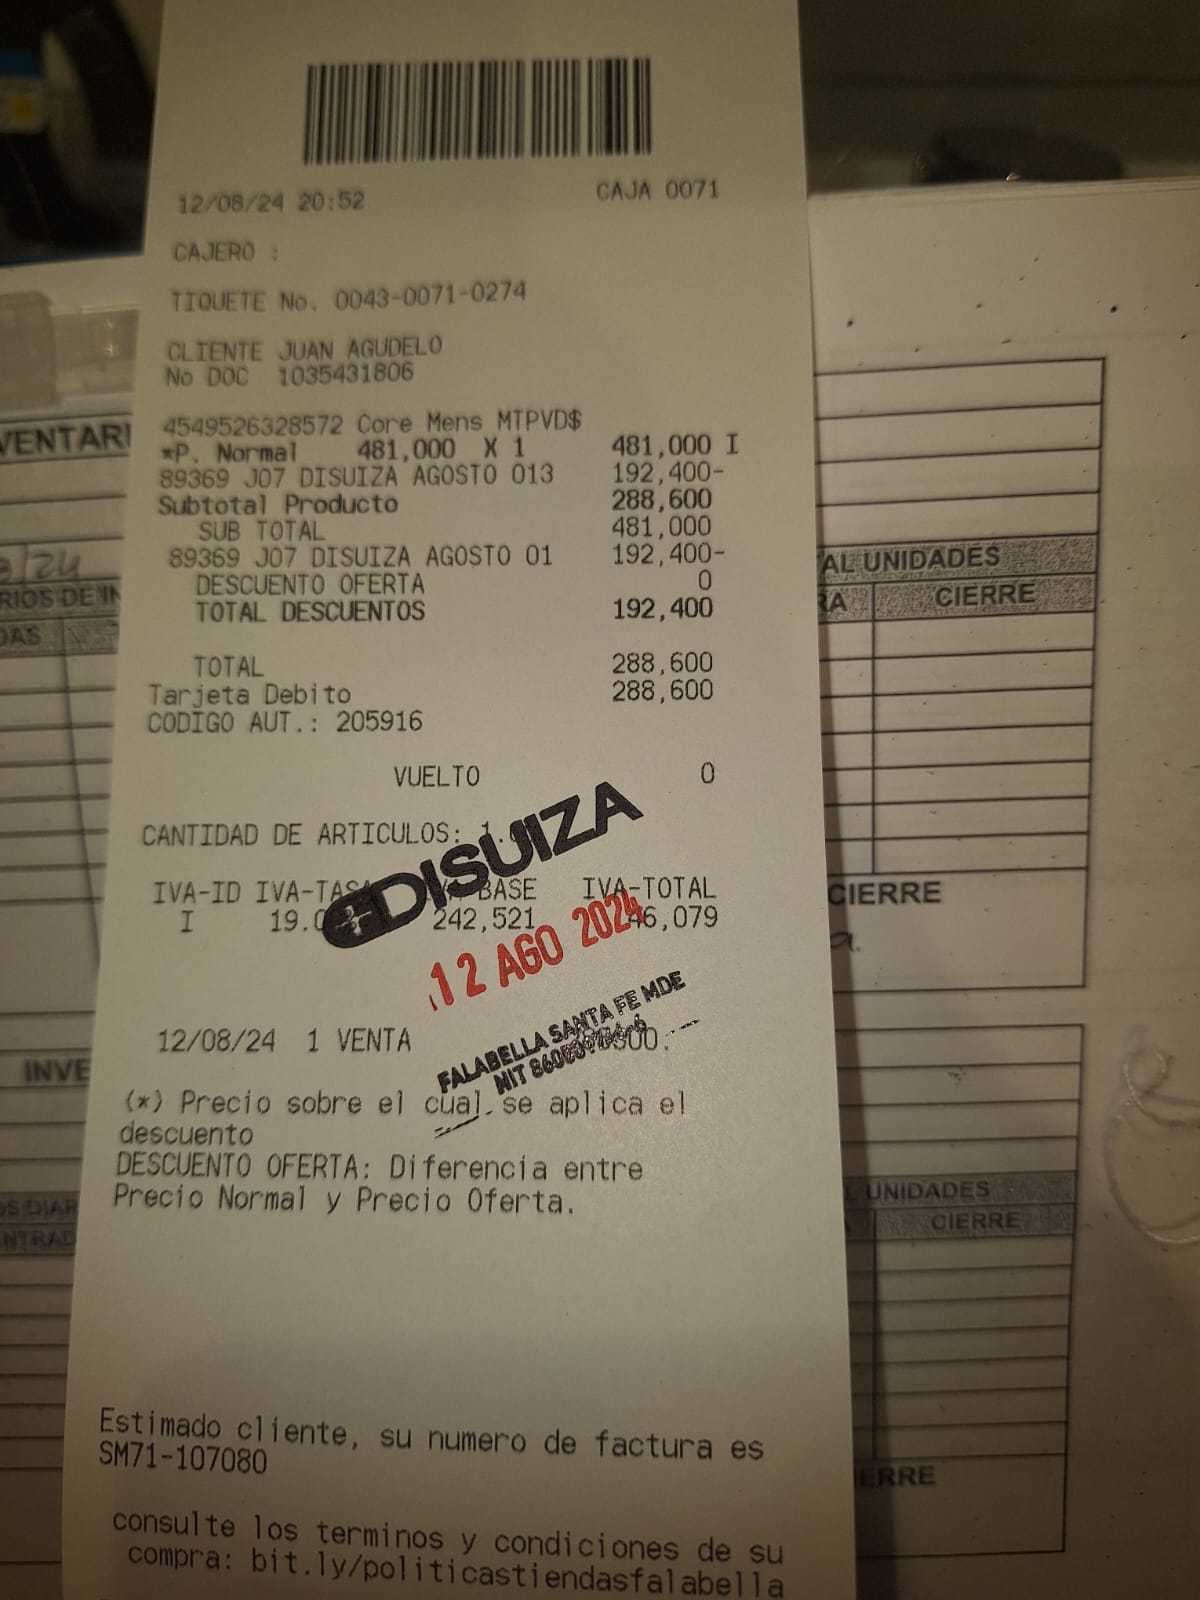 12/08/24 20:52 CAJA 0071
CAJERO :
TIQUETE No. 0043-0071-0274
CLIENTE JUAN AGUDELO
No DOC 1035431806
4549526328572 Core Mens MTPVD$
*P. Normal 481,000 X 1 481,000 I
89369 J07 DISUIZA AGOSTO 013 192,400-
Subtotal Producto 288,600
SUB TOTAL 481,000
89369 J07 DISUIZA AGOSTO 01 192,400-
DESCUENTO OFERTA 0
TOTAL DESCUENTOS 192,400
TOTAL 288,600
Tarjeta Debito 288,600
CODIGO AUT.: 205916
VUELTO 0
CANTIDAD DE ARTICULOS:
DISUIZA
IVA-ID BASE IVA-TOTAL
I 242,521 46,079
12 AGO 2024
FALABELLA SANTA FE MDE
NIT
12/08/24 1 VENTA
(*) Precio sobre el cual se aplica el
descuento
DESCUENTO OFERTA: Diferencia entre
Precio Normal y Precio Oferta.
Estimado cliente, su numero de factura es
SM71-107080
consulte los terminos y condiciones de su
compra: bit.ly/politicastiendasfalabella
AL UNIDADES
CIERRE
CIERRE
UNIDADES
CIERRE